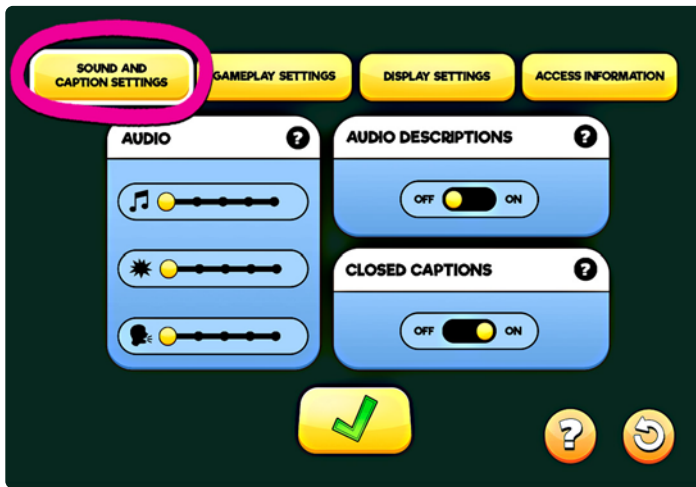 SOUND AND
CAPTION SETTINGS
GAMEPLAY SETTINGS
DISPLAY SETTINGS
ACCESS INFORMATION
AUDIO
?
AUDIO DESCRIPTIONS
?
OFF ON
CLOSED CAPTIONS
?
OFF ON
?